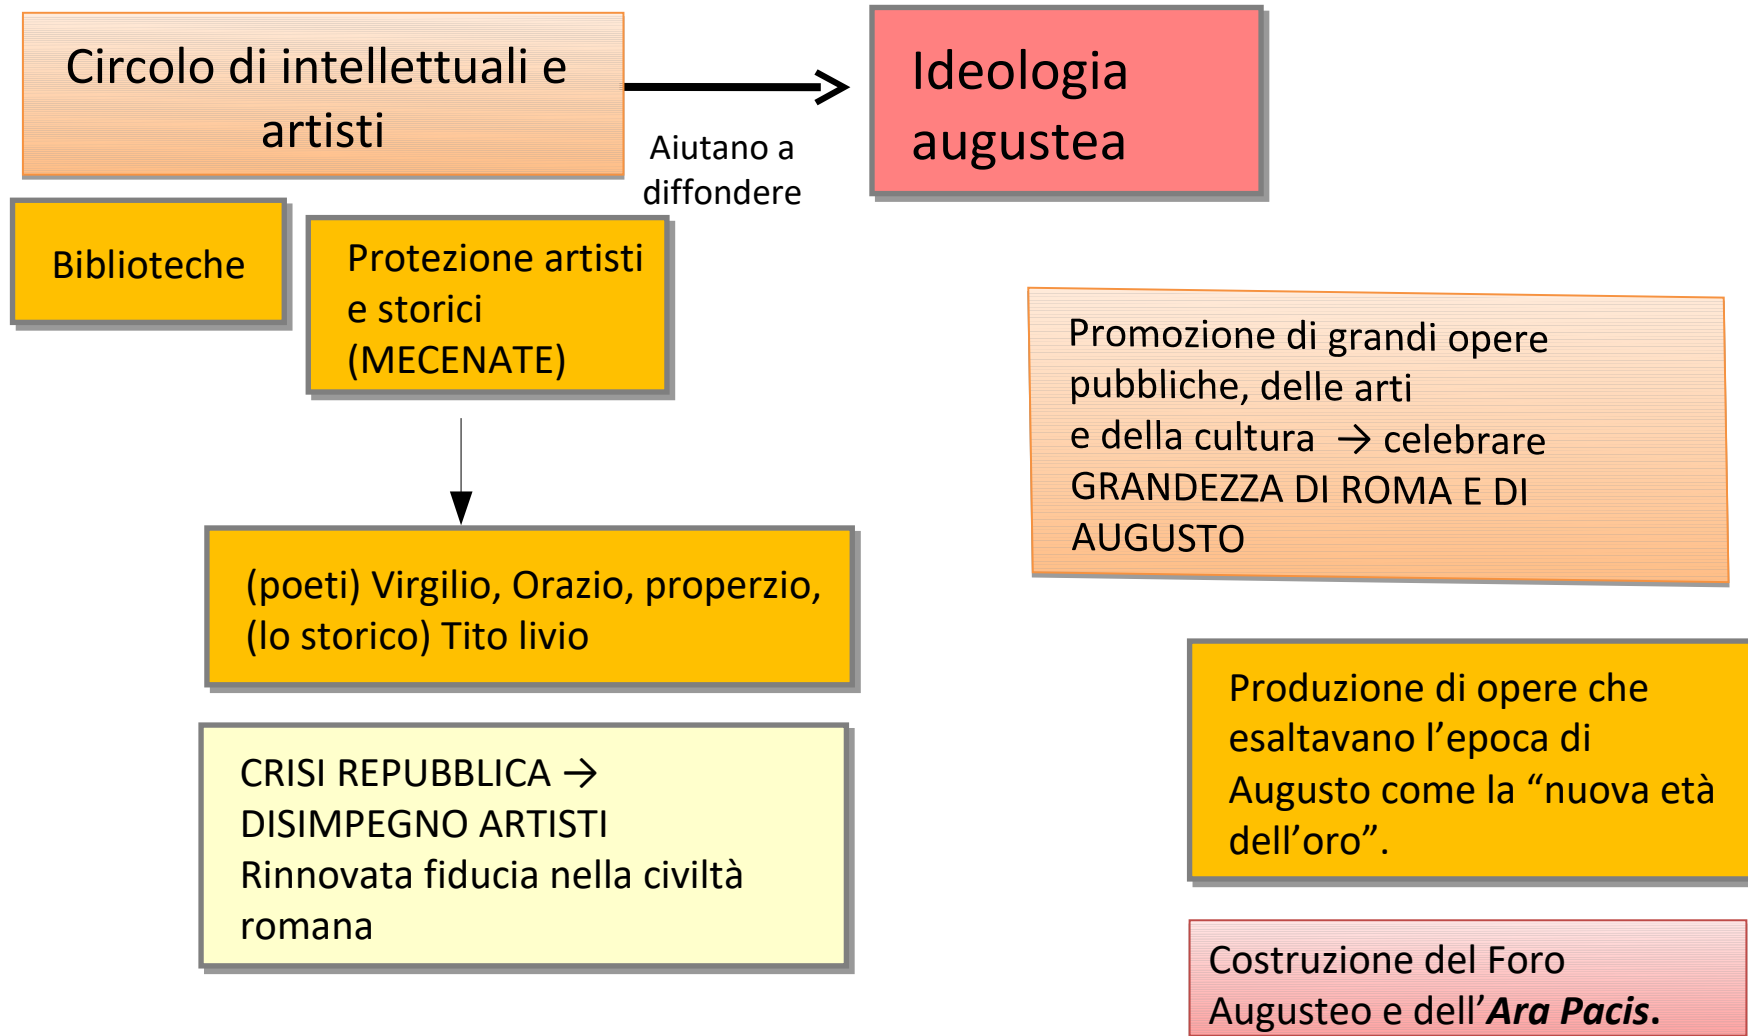 Circolo di intellettuali e
artisti
Aiutano a
diffondere
Ideologia
augustea
Biblioteche
Protezione artisti
e storici
(MECENATE)
Promozione di grandi opere
pubbliche, delle arti
e della cultura → celebrare
GRANDEZZA DI ROMA E DI
AUGUSTO
(poeti) Virgilio, Orazio, properzio,
(lo storico) Tito livio
CRISI REPUBBLICA →
DISIMPEGNO ARTISTI
Rinnovata fiducia nella civiltà
romana
Produzione di opere che
esaltavano l’epoca di
Augusto come la “nuova età
dell’oro”.
Costruzione del Foro
Augusteo e dell’Ara Pacis.